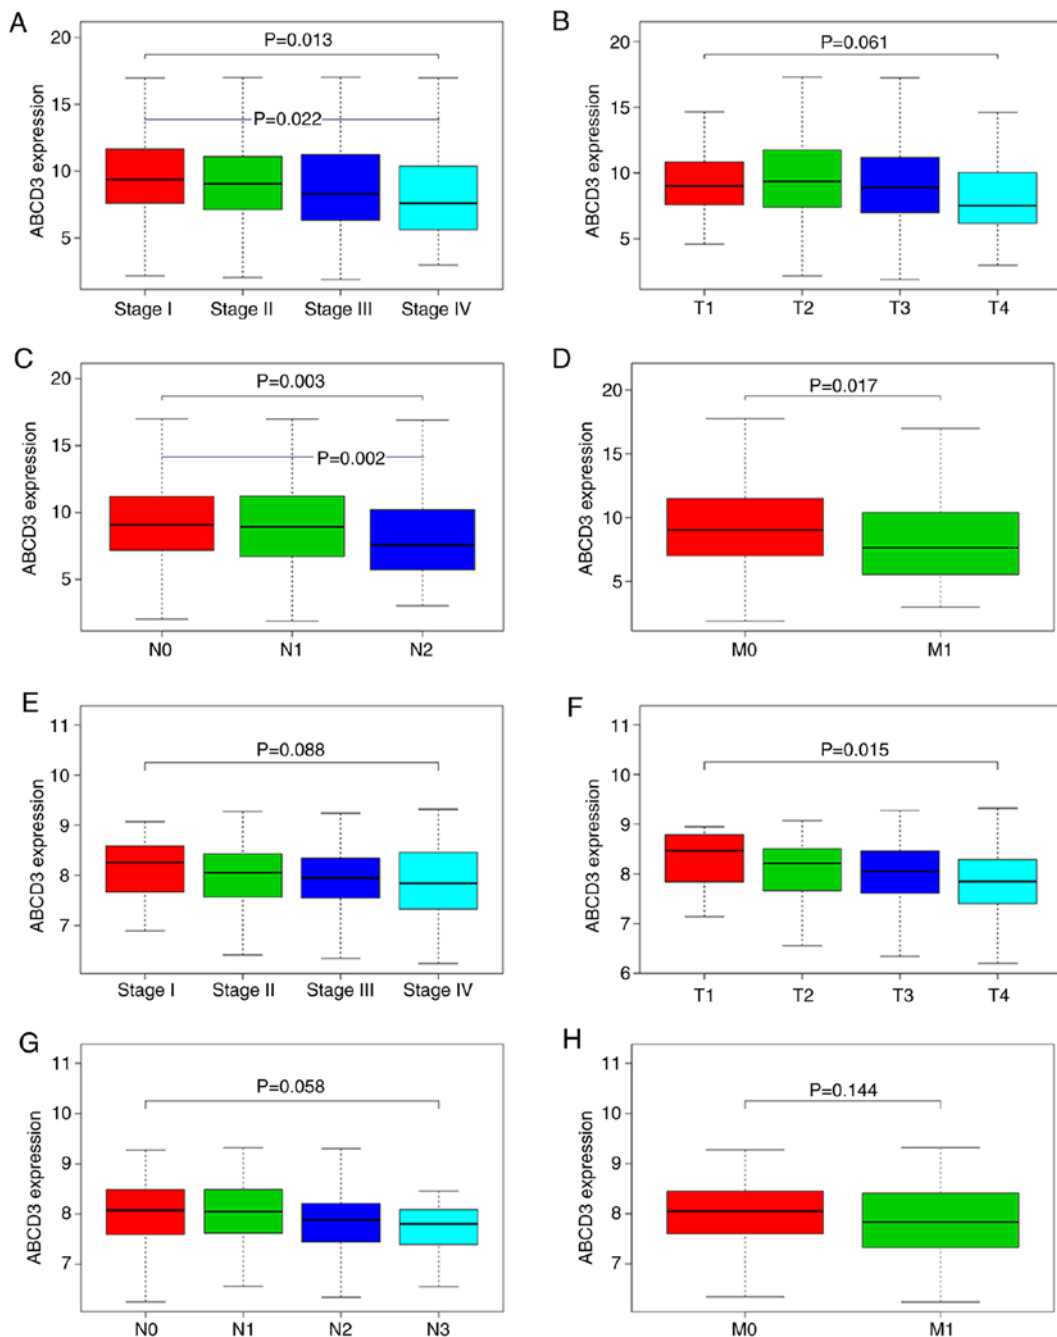 A
ABCD3 expression
20
15
10
5
P=0.013
P=0.022
Stage I Stage II Stage III Stage IV
B
ABCD3 expression
20
15
10
5
P=0.061
T1 T2 T3 T4
C
ABCD3 expression
20
15
10
5
P=0.003
P=0.002
N0 N1 N2
D
ABCD3 expression
20
15
10
5
P=0.017
M0 M1
E
ABCD3 expression
11
10
9
8
7
P=0.088
Stage I Stage II Stage III Stage IV
F
ABCD3 expression
11
10
9
8
7
6
P=0.015
T1 T2 T3 T4
G
ABCD3 expression
11
10
9
8
7
P=0.058
N0 N1 N2 N3
H
ABCD3 expression
11
10
9
8
7
P=0.144
M0 M1